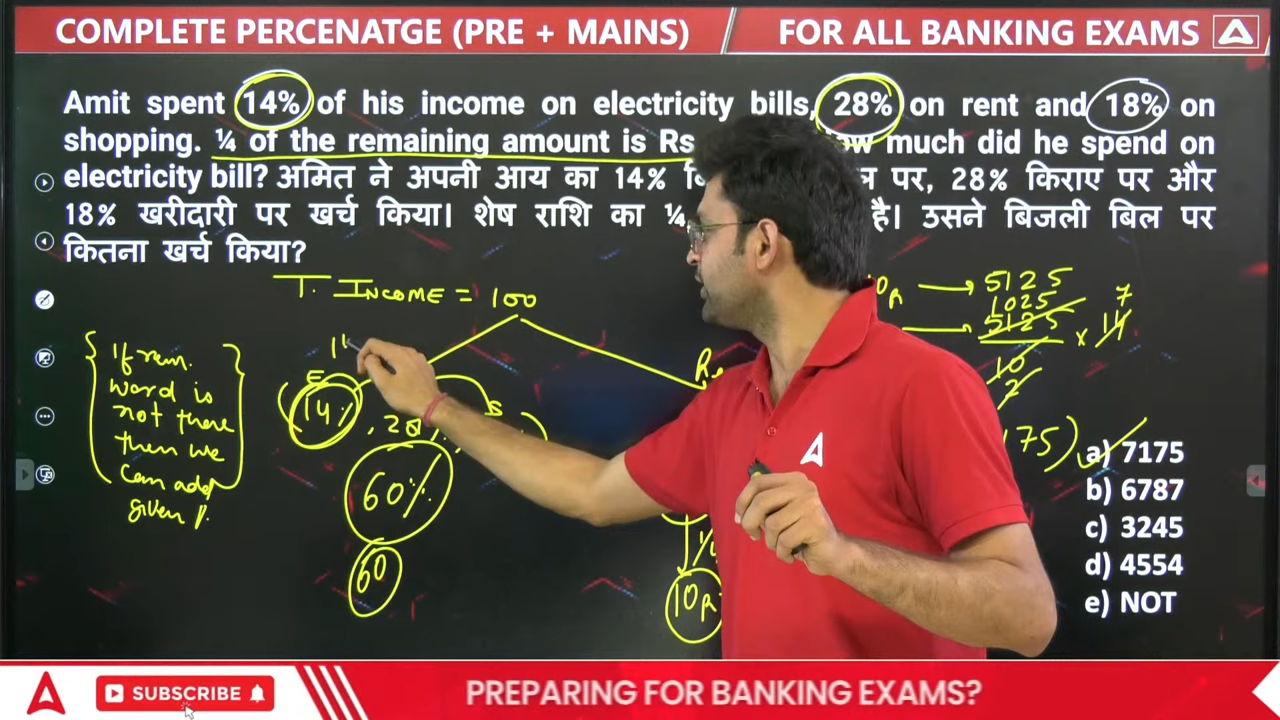 COMPLETE PERCENATGE (PRE + MAINS)
FOR ALL BANKING EXAMS
Amit spent 14% of his income on electricity bills, 28% on rent and 18% on
shopping. ¼ of the remaining amount is Rs much did he spend on
electricity bill? अमित ने अपनी आय का 14% पर, 28% किराए पर और
18% खरीदारी पर खर्च किया। शेष राशि का ¼ है। उसने बिजली बिल पर
कितना खर्च किया?
T. INCOME = 100
If rem.
word is
not there
then we
can add
given P.
E
14%
, 28
S
60%
60
10P
5125
1025
5125 × 14
7
10
2
75)
a) 7175
b) 6787
c) 3245
d) 4554
e) NOT
SUBSCRIBE
PREPARING FOR BANKING EXAMS?